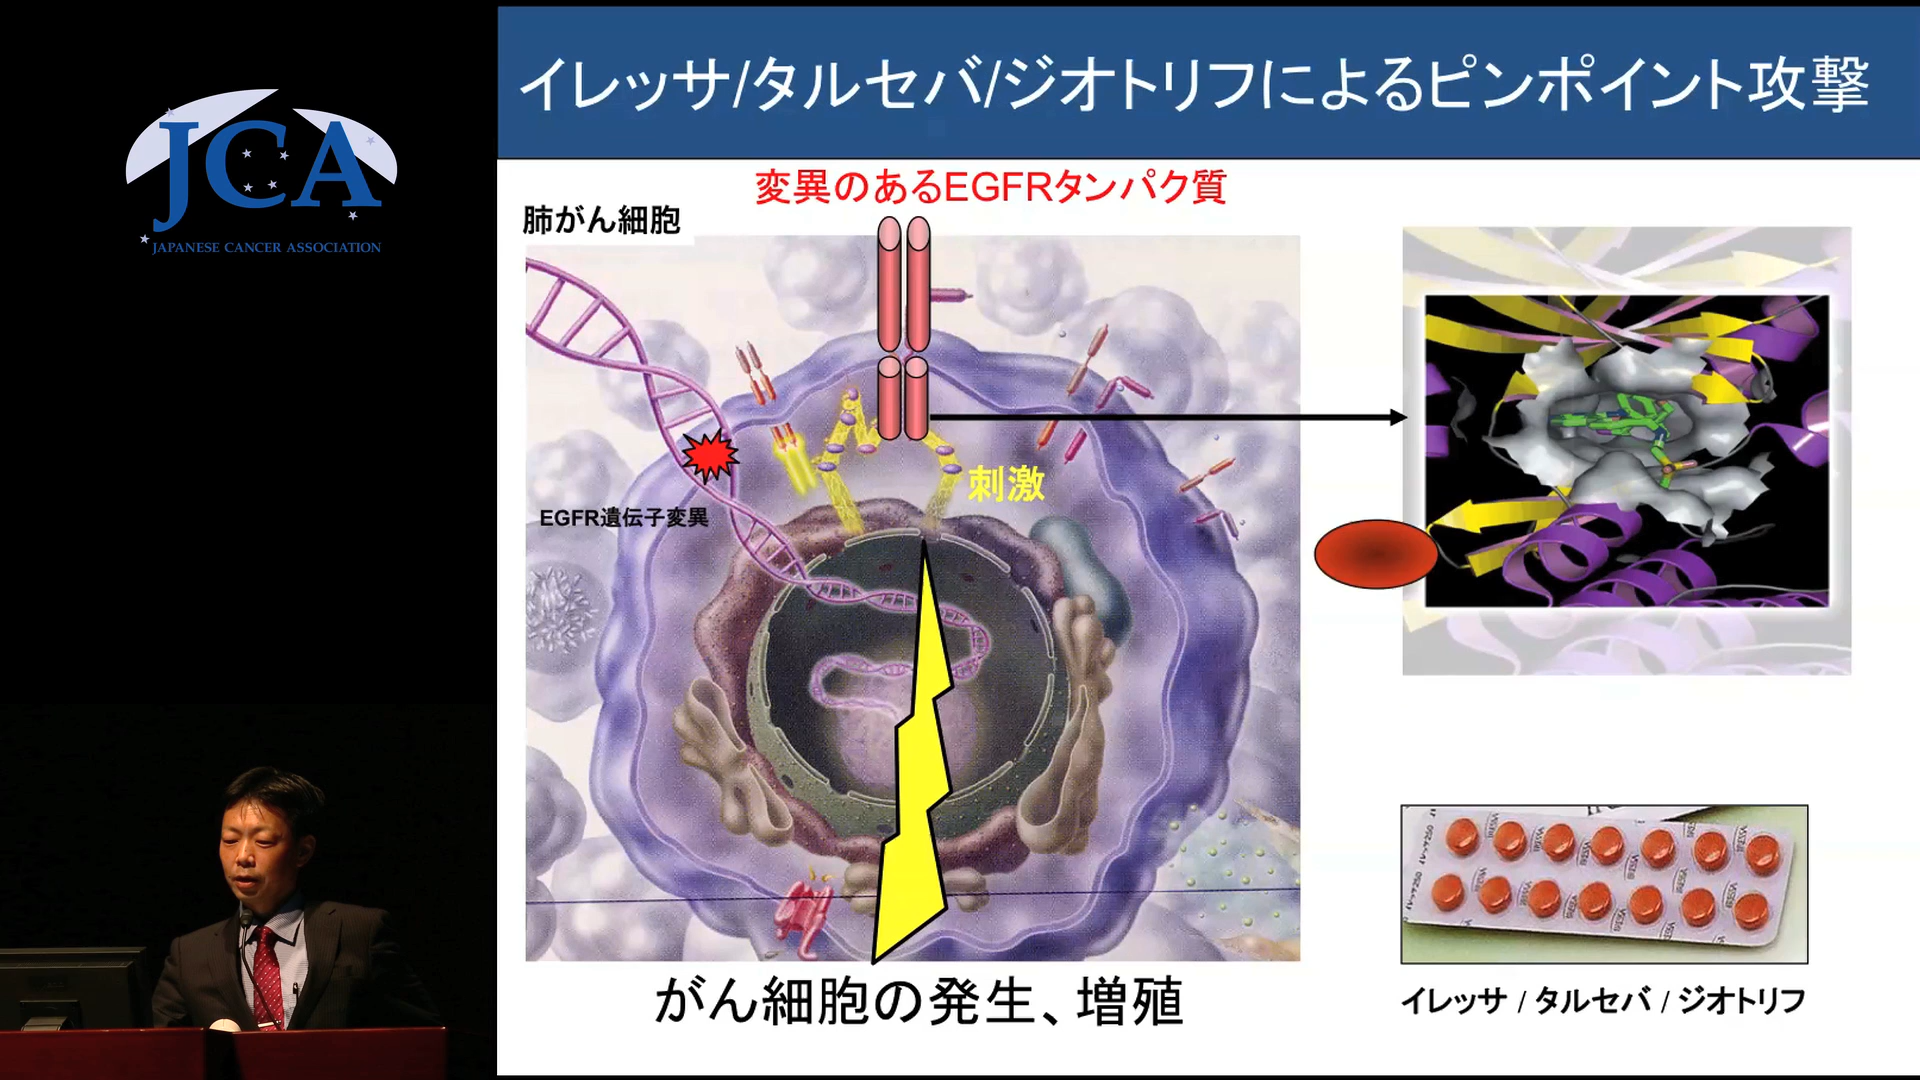 JCA
JAPANESE CANCER ASSOCIATION
イレッサ/タルセバ/ジオトリフによるピンポイント攻撃
変異のあるEGFRタンパク質
肺がん細胞
刺激
EGFR遺伝子変異
がん細胞の発生、増殖
イレッサ / タルセバ / ジオトリフ